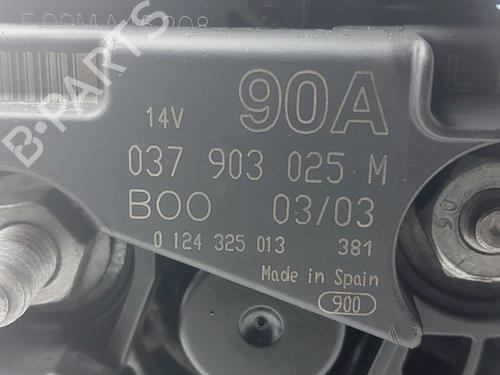 90A
14V
037 903 025 M
BOO 03/03
0 124 325 013 381
Made in Spain
900
B-PARTS
L